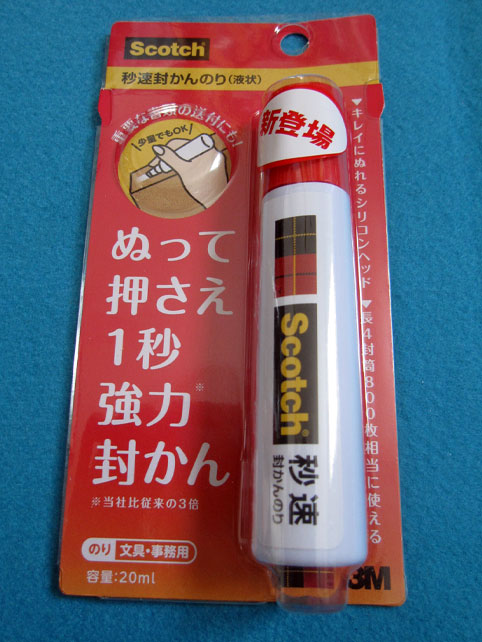 Scotch
秒速封かんのり(液状)
重要な書類の送付にも!
少量でもOK
新登場
ぬって
押さえ
1秒
強力※
封かん
※当社比従来の3倍
のり 文具・事務用
容量:20ml
▼キレイにぬれるシリコンヘッド
▼長4封筒800枚相当に使える
Scotch
秒速
封かんのり
3M